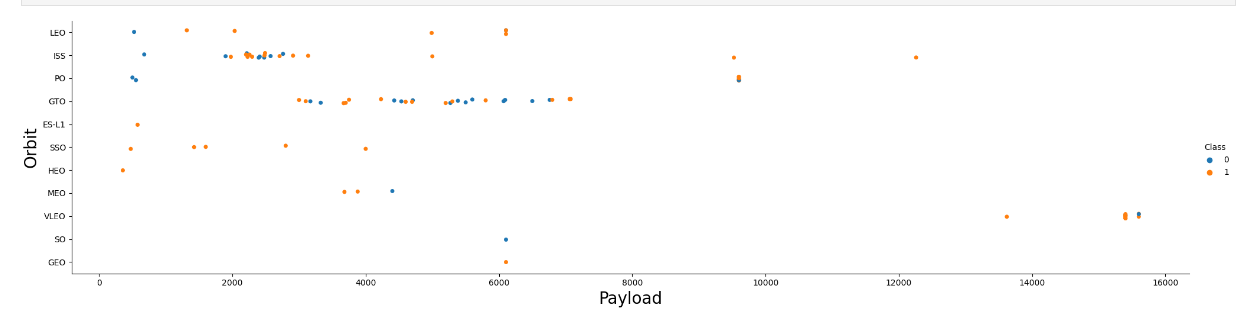 LEO
ISS
PO
GTO
ES-L1
SSO
HEO
MEO
VLEO
SO
GEO
Orbit
0 2000 4000 6000 8000 10000 12000 14000 16000
Payload
Class
0
1